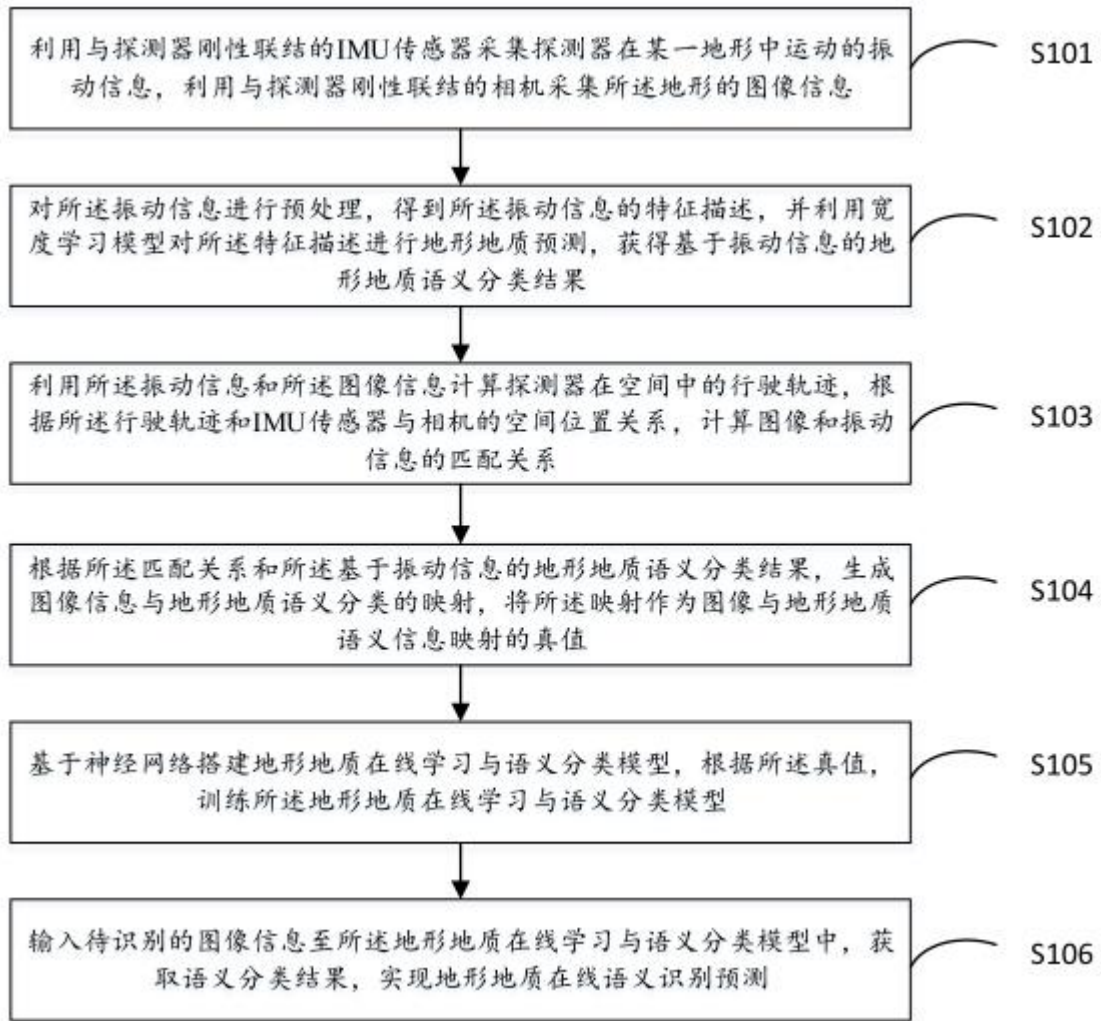 利用与探测器刚性联结的IMU传感器采集探测器在某一地形中运动的振
动信息，利用与探测器刚性联结的相机采集所述地形的图像信息
S101
对所述振动信息进行预处理，得到所述振动信息的特征描述，并利用宽
度学习模型对所述特征描述进行地形地质预测，获得基于振动信息的地
形地质语义分类结果
S102
利用所述振动信息和所述图像信息计算探测器在空间中的行驶轨迹，根
据所述行驶轨迹和IMU传感器与相机的空间位置关系，计算图像和振动
信息的匹配关系
S103
根据所述匹配关系和所述基于振动信息的地形地质语义分类结果，生成
图像信息与地形地质语义分类的映射，将所述映射作为图像与地形地质
语义信息映射的真值
S104
基于神经网络搭建地形地质在线学习与语义分类模型，根据所述真值，
训练所述地形地质在线学习与语义分类模型
S105
输入待识别的图像信息至所述地形地质在线学习与语义分类模型中，获
取语义分类结果，实现地形地质在线语义识别预测
S106